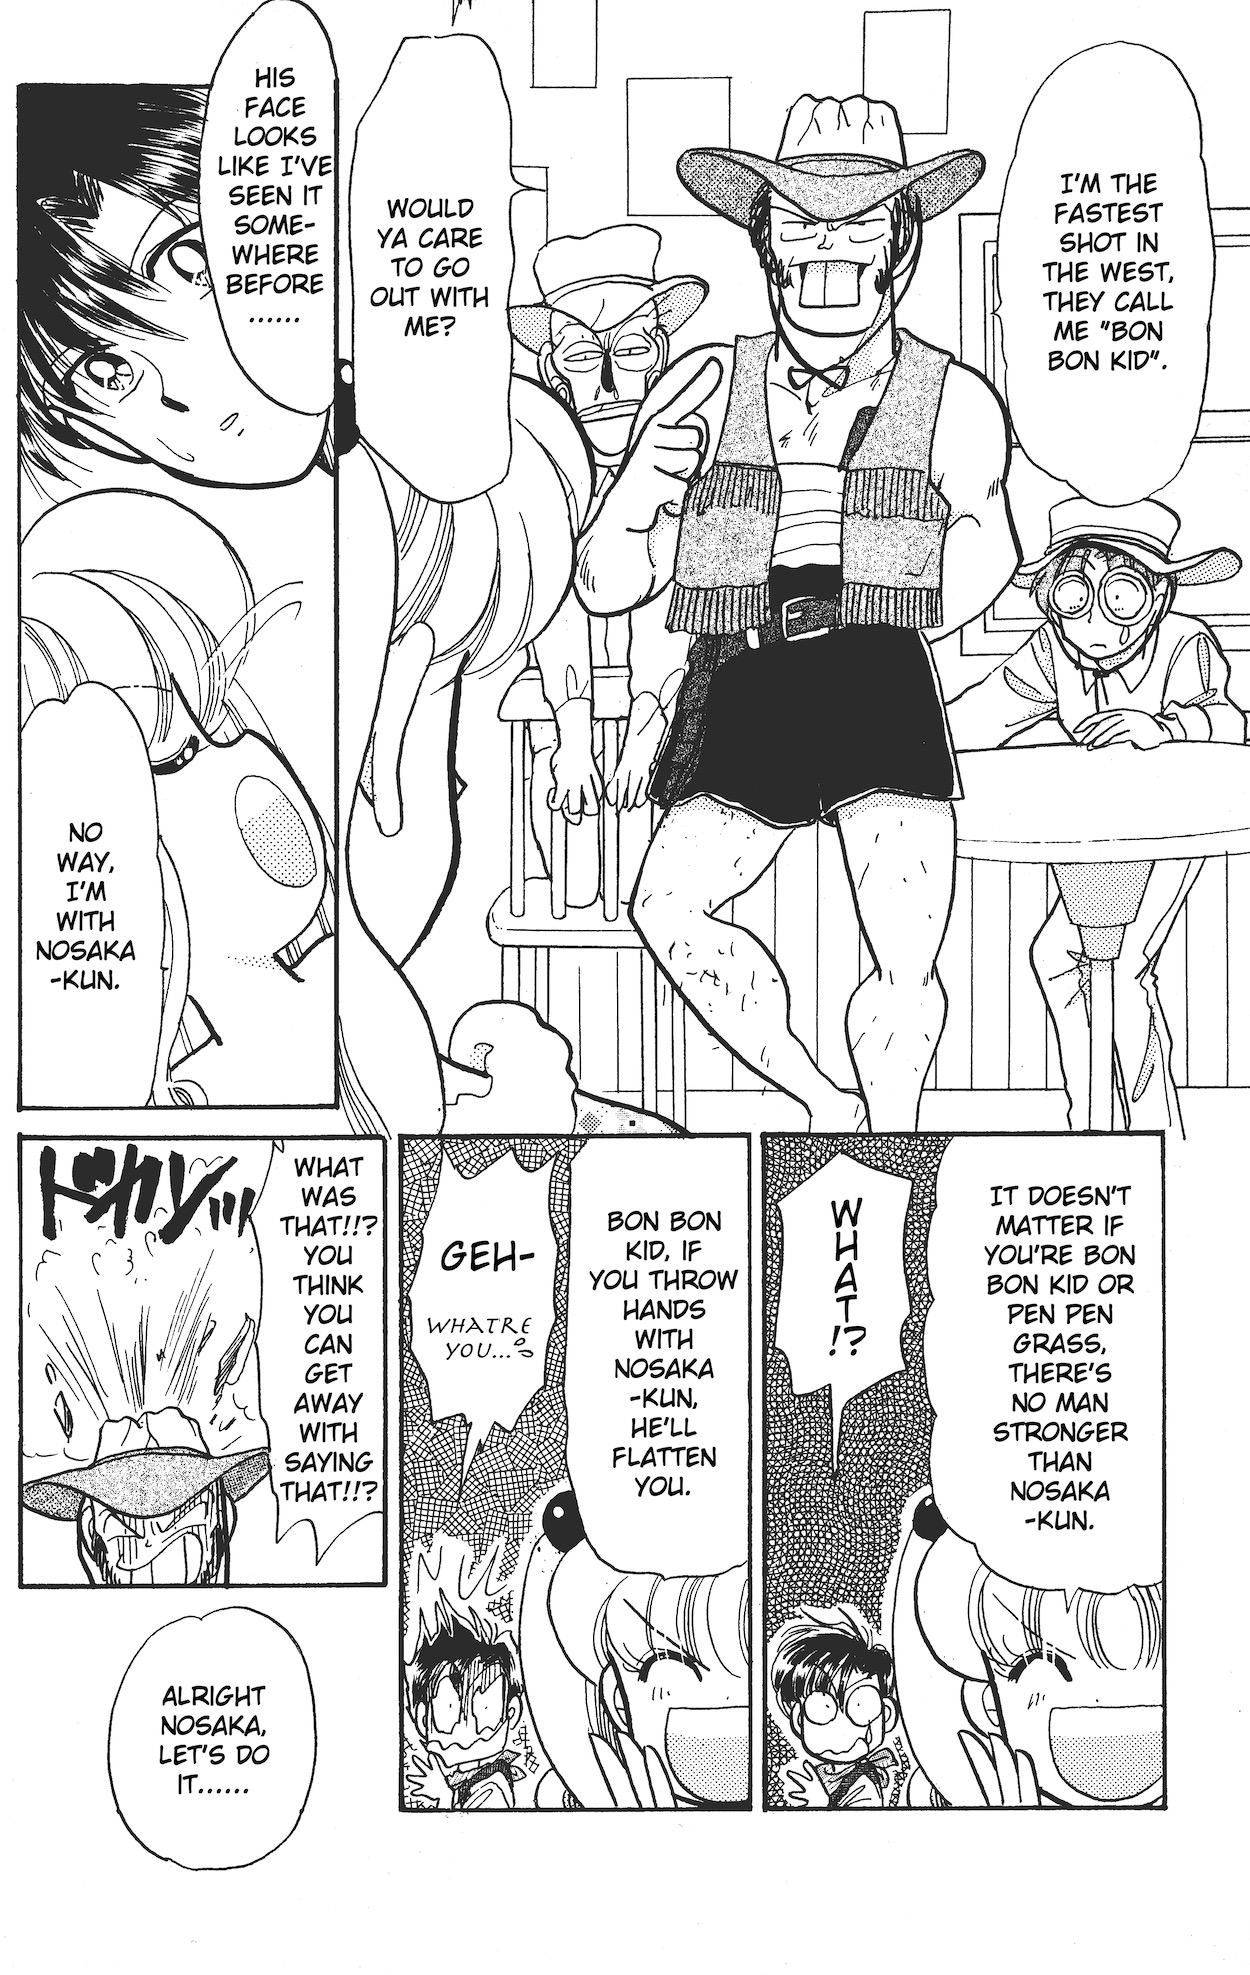 I'M THE
FASTEST
SHOT IN
THE WEST,
THEY CALL
ME "BON
BON KID".
WOULD
YA CARE
TO GO
OUT WITH
ME?
HIS
FACE
LOOKS
LIKE I'VE
SEEN IT
SOME-
WHERE
BEFORE
......
NO
WAY,
I'M
WITH
NOSAKA
-KUN.
IT DOESN'T
MATTER IF
YOU'RE BON
BON KID OR
PEN PEN
GRASS,
THERE'S
NO MAN
STRONGER
THAN
NOSAKA
-KUN.
W
H
A
T
!?
BON BON
KID, IF
YOU THROW
HANDS
WITH
NOSAKA
-KUN,
HE'LL
FLATTEN
YOU.
GEH-
WHATRE
YOU...
WHAT
WAS
THAT!!?
YOU
THINK
YOU
CAN
GET
AWAY
WITH
SAYING
THAT!!?
ドカンッ
ALRIGHT
NOSAKA,
LET'S DO
IT......